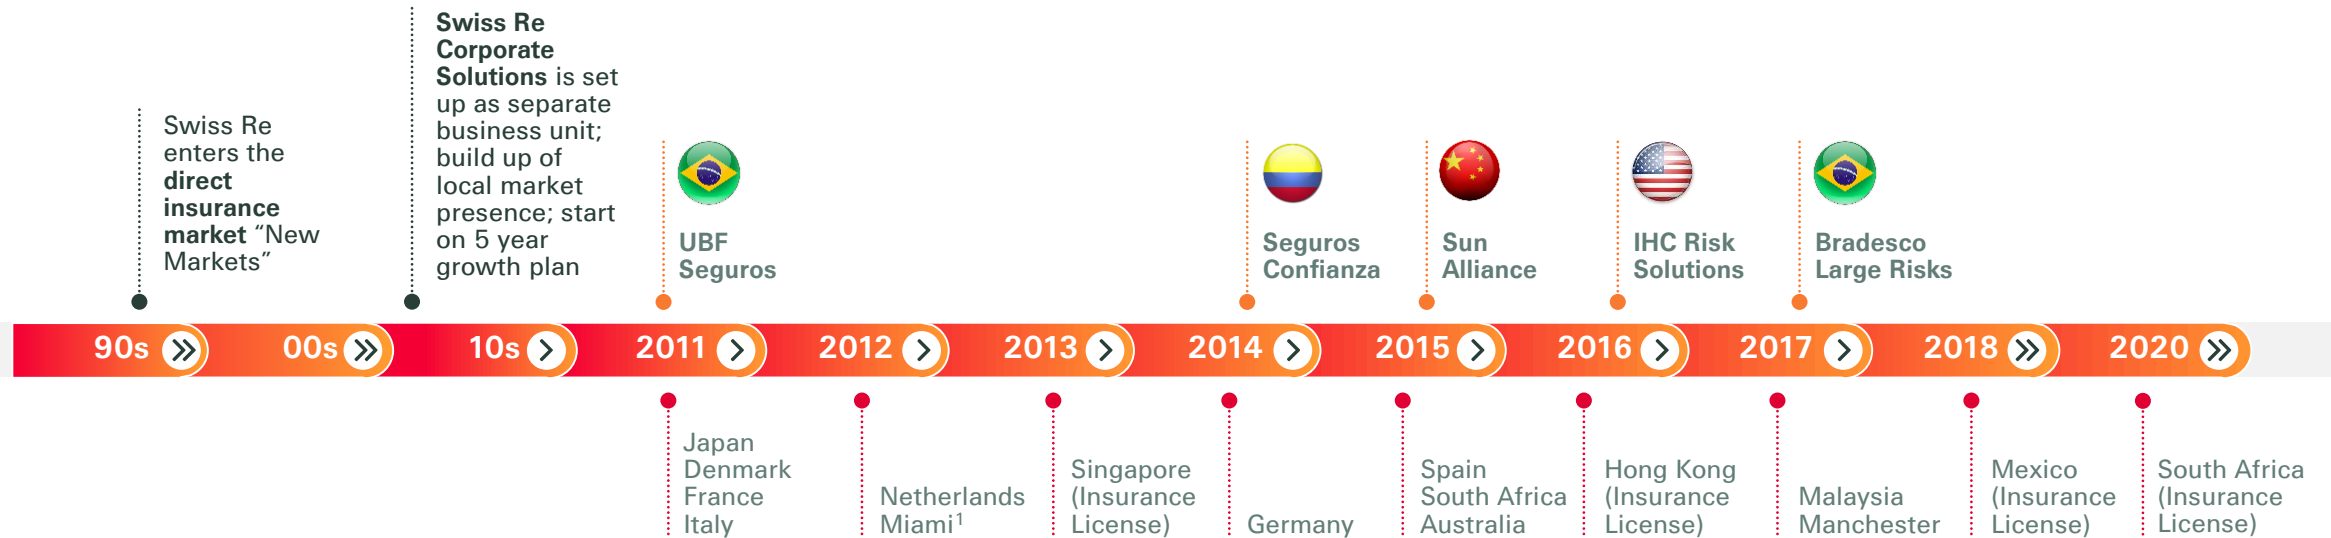 Swiss Re
enters the
direct
insurance
market “New
Markets”
Swiss Re
Corporate
Solutions is set
up as separate
business unit;
build up of
local market
presence; start
on 5 year
growth plan
UBF
Seguros
Seguros
Confianza
Sun
Alliance
IHC Risk
Solutions
Bradesco
Large Risks
90s
00s
10s
2011
2012
2013
2014
2015
2016
2017
2018
2020
Japan
Denmark
France
Italy
Netherlands
Miami¹
Singapore
(Insurance
License)
Germany
Spain
South Africa
Australia
Hong Kong
(Insurance
License)
Malaysia
Manchester
Mexico
(Insurance
License)
South Africa
(Insurance
License)